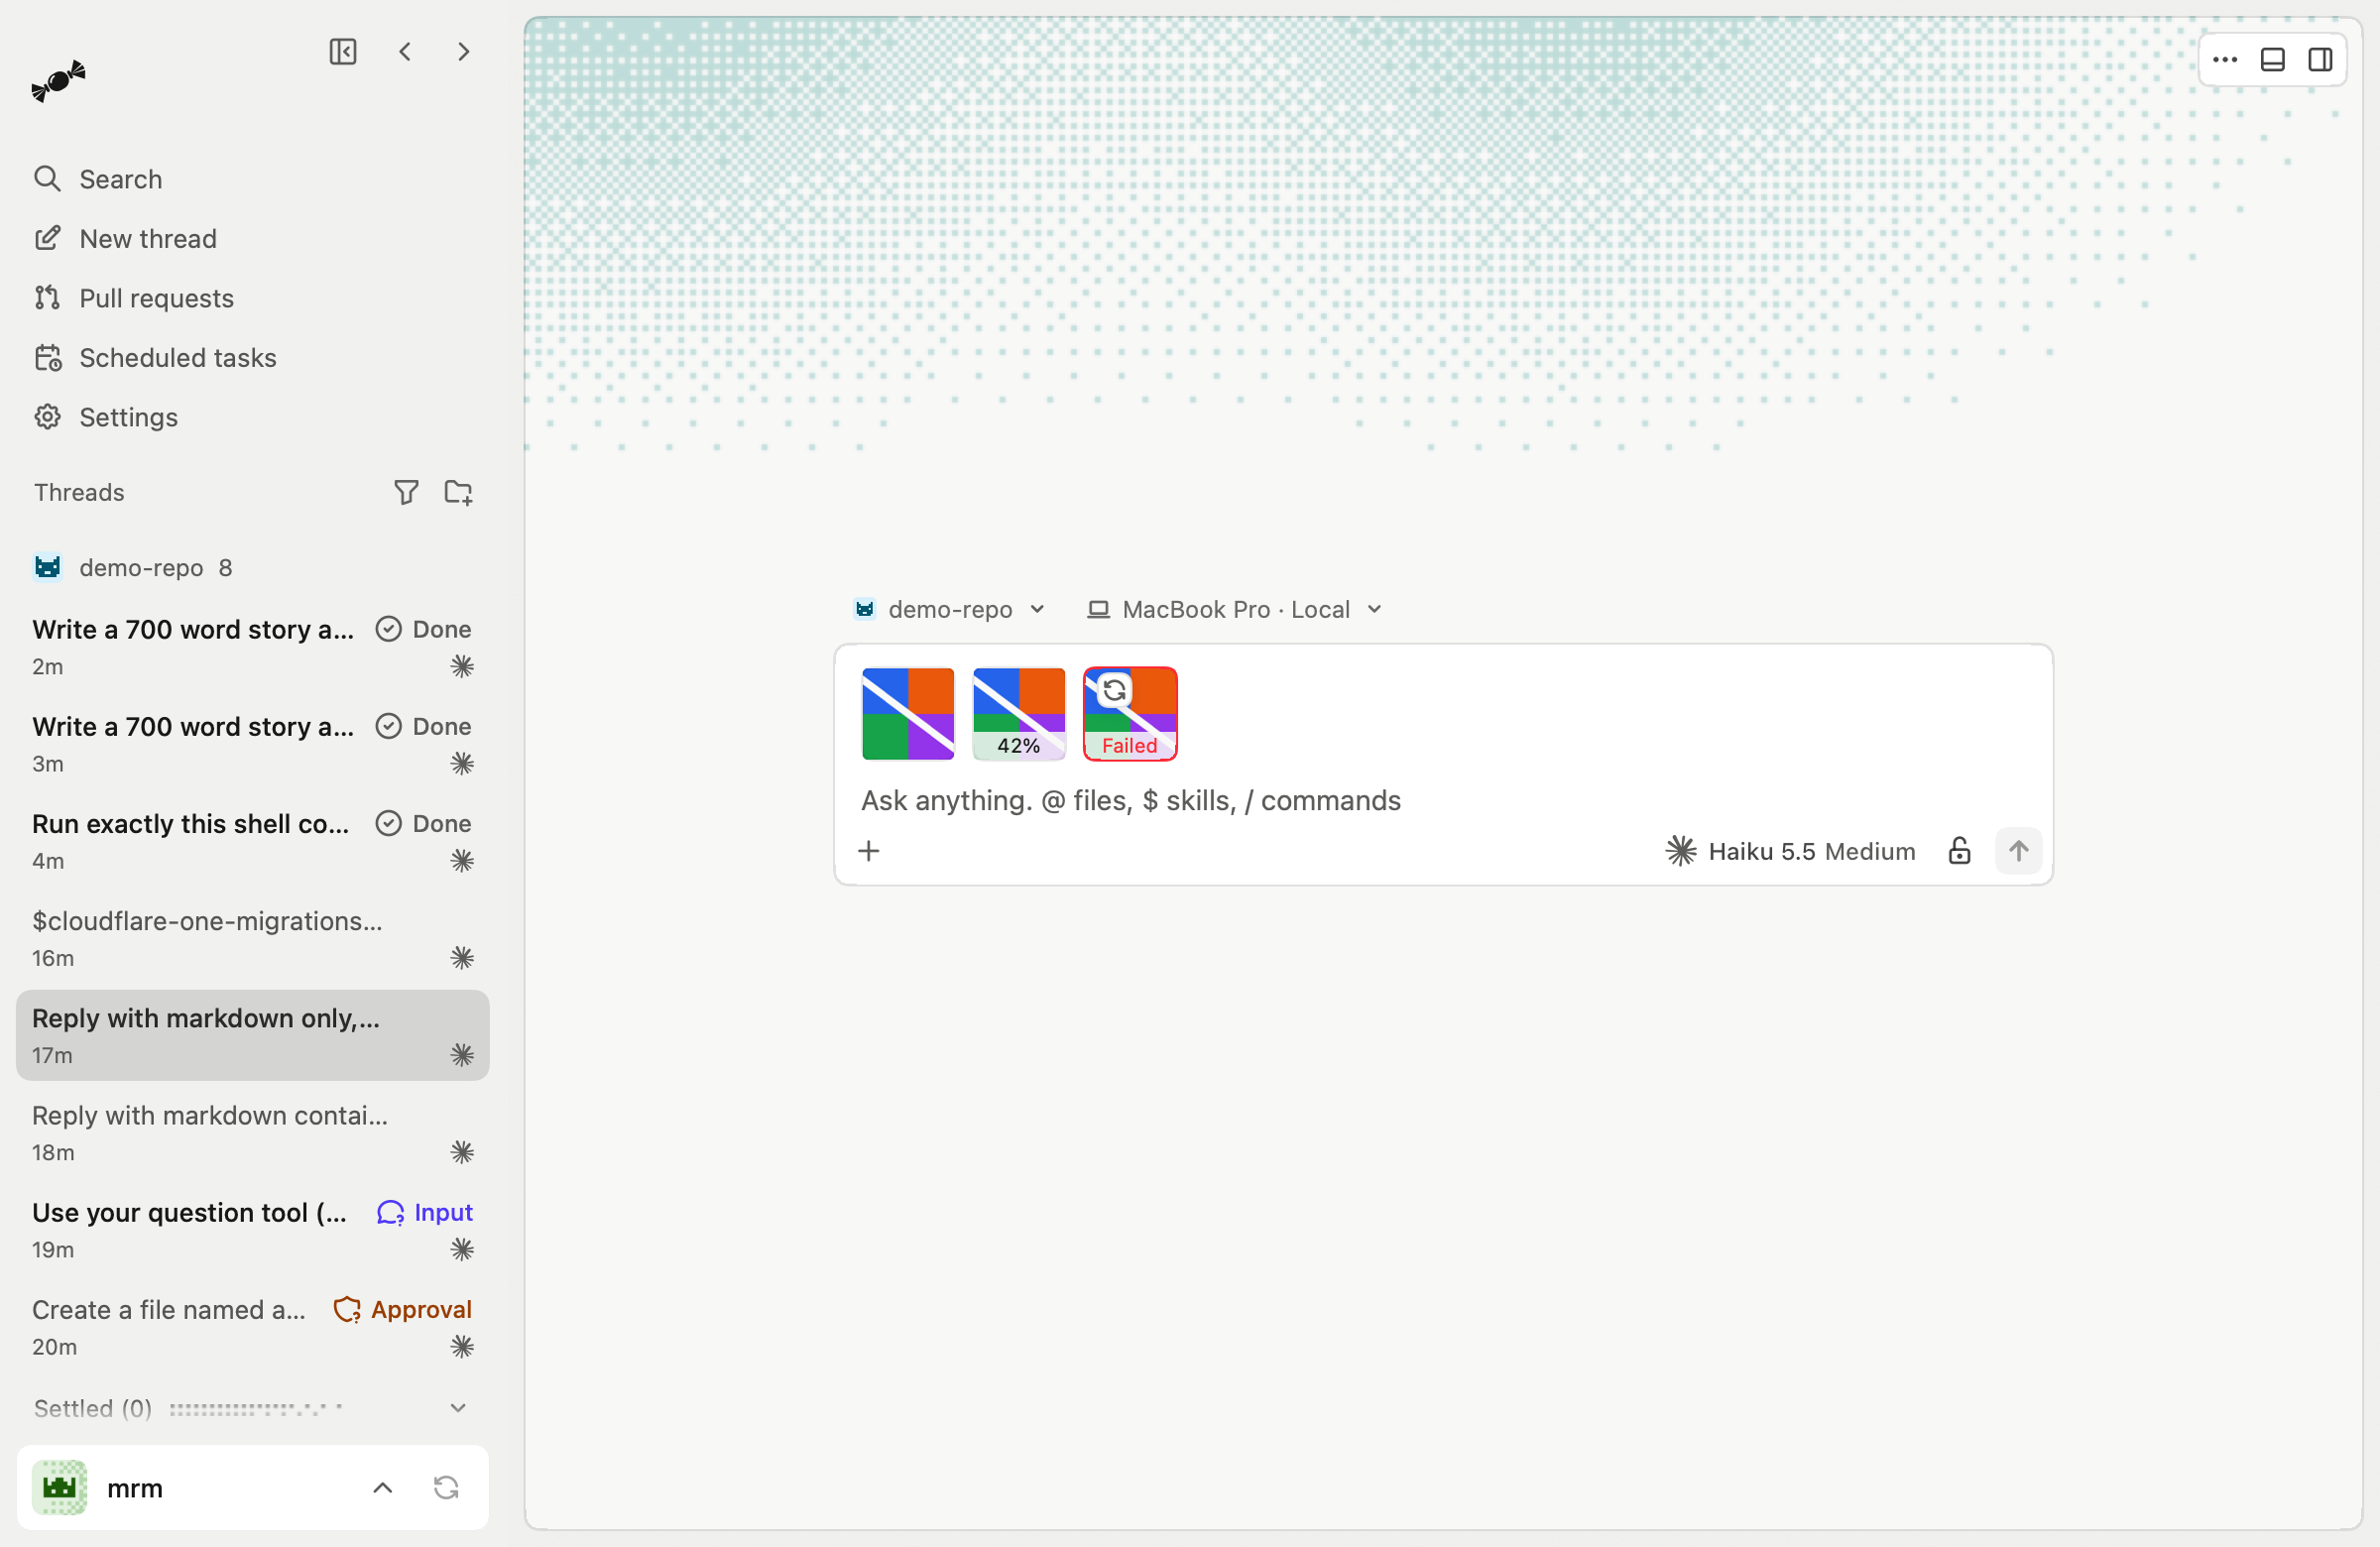 Search
New thread
Pull requests
Scheduled tasks
Settings
Threads
demo-repo 8
Write a 700 word story a... Done
2m
Write a 700 word story a... Done
3m
Run exactly this shell co... Done
4m
$cloudflare-one-migrations...
16m
Reply with markdown only,...
17m
Reply with markdown contai...
18m
Use your question tool (... Input
19m
Create a file named a... Approval
20m
Settled (0)
mrm
demo-repo MacBook Pro · Local
42% Failed
Ask anything. @ files, $ skills, / commands
Haiku 5.5 Medium